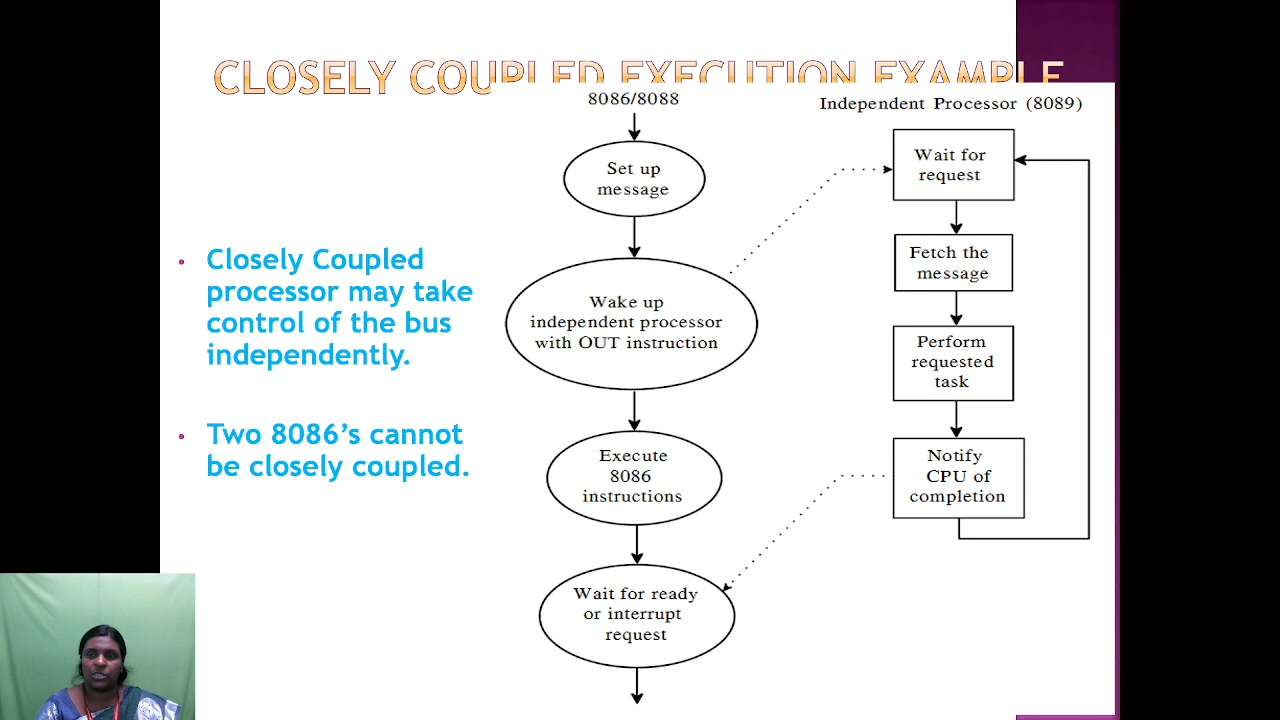 CLOSELY COUPLED EXECUTION EXAMPLE
• Closely Coupled
processor may take
control of the bus
independently.
• Two 8086’s cannot
be closely coupled.
8086/8088
Set up
message
Wake up
independent processor
with OUT instruction
Execute
8086
instructions
Wait for ready
or interrupt
request
Independent Processor (8089)
Wait for
request
Fetch the
message
Perform
requested
task
Notify
CPU of
completion